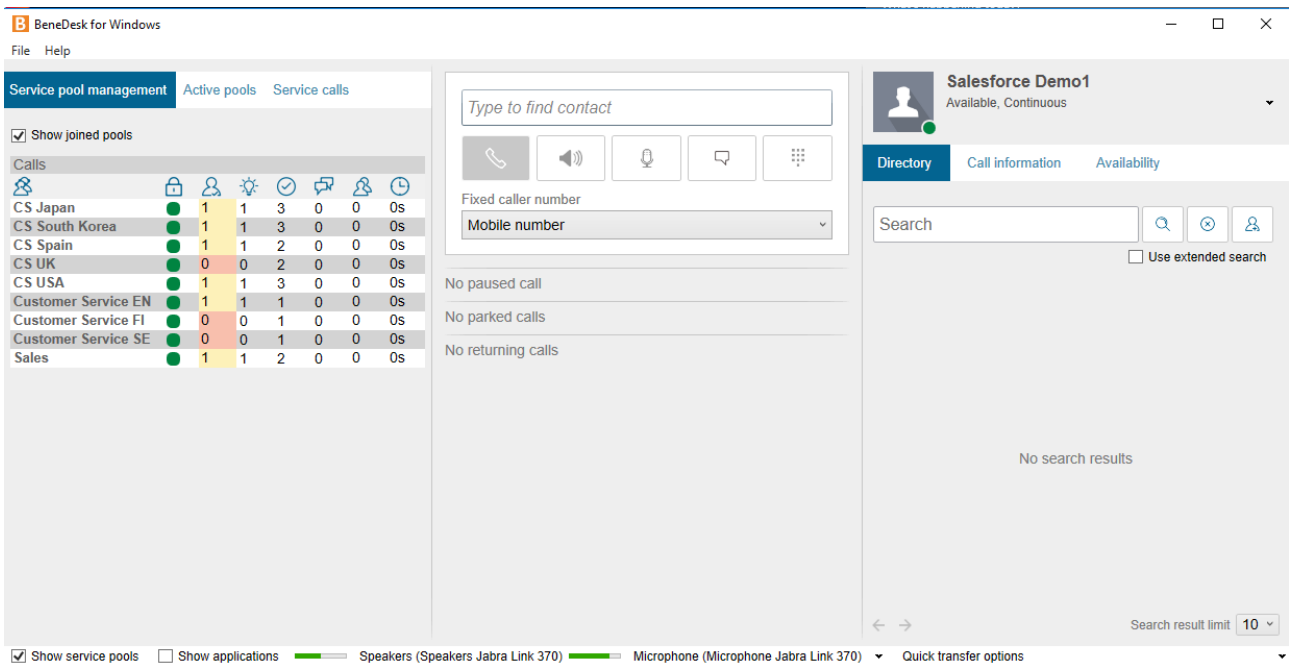 B BeneDesk for Windows
File Help
Service pool management Active pools Service calls
Show joined pools
Calls
CS Japan 1 1 3 0 0 0s
CS South Korea 1 1 3 0 0 0s
CS Spain 1 1 2 0 0 0s
CS UK 0 0 2 0 0 0s
CS USA 1 1 3 0 0 0s
Customer Service EN 1 1 1 0 0 0s
Customer Service FI 0 0 1 0 0 0s
Customer Service SE 0 0 1 0 0 0s
Sales 1 1 2 0 0 0s
Type to find contact
Fixed caller number
Mobile number
No paused call
No parked calls
No returning calls
Salesforce Demo1
Available, Continuous
Directory Call information Availability
Search
Use extended search
No search results
Search result limit 10
Show service pools Show applications Speakers (Speakers Jabra Link 370) Microphone (Microphone Jabra Link 370) Quick transfer options